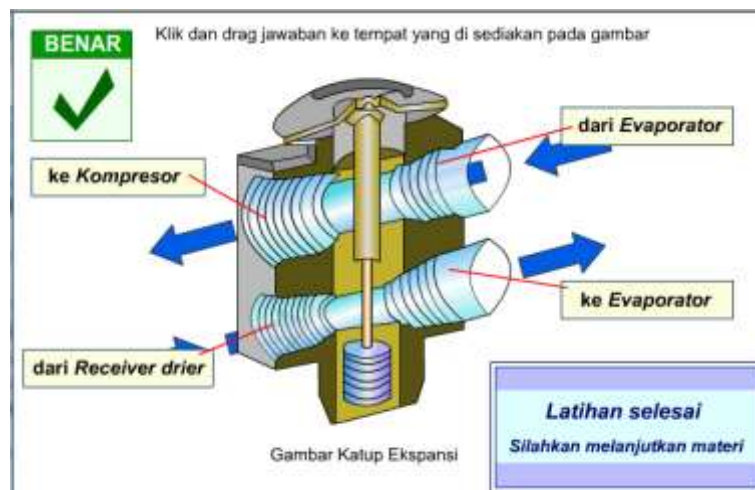 BENAR
Klik dan drag jawaban ke tempat yang di sediakan pada gambar
dari Evaporator
ke Kompresor
ke Evaporator
dari Receiver drier
Latihan selesai
Silahkan melanjutkan materi
Gambar Katup Ekspansi